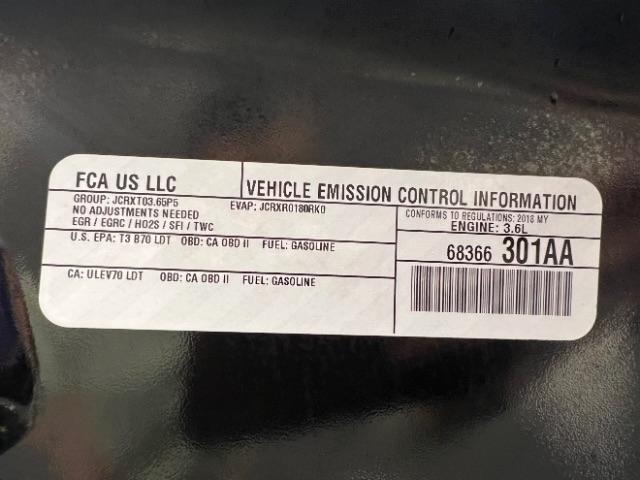 FCA US LLC
VEHICLE EMISSION CONTROL INFORMATION
GROUP: JCRXT03.65P5 EVAP: JCRXR0180RK0
NO ADJUSTMENTS NEEDED
EGR / EGRC / HO2S / SFI / TWC
CONFORMS TO REGULATIONS: 2018 MY
ENGINE: 3.6L
U.S. EPA: T3 B70 LDT OBD: CA OBD II FUEL: GASOLINE
68366 301AA
CA: ULEV70 LDT OBD: CA OBD II FUEL: GASOLINE